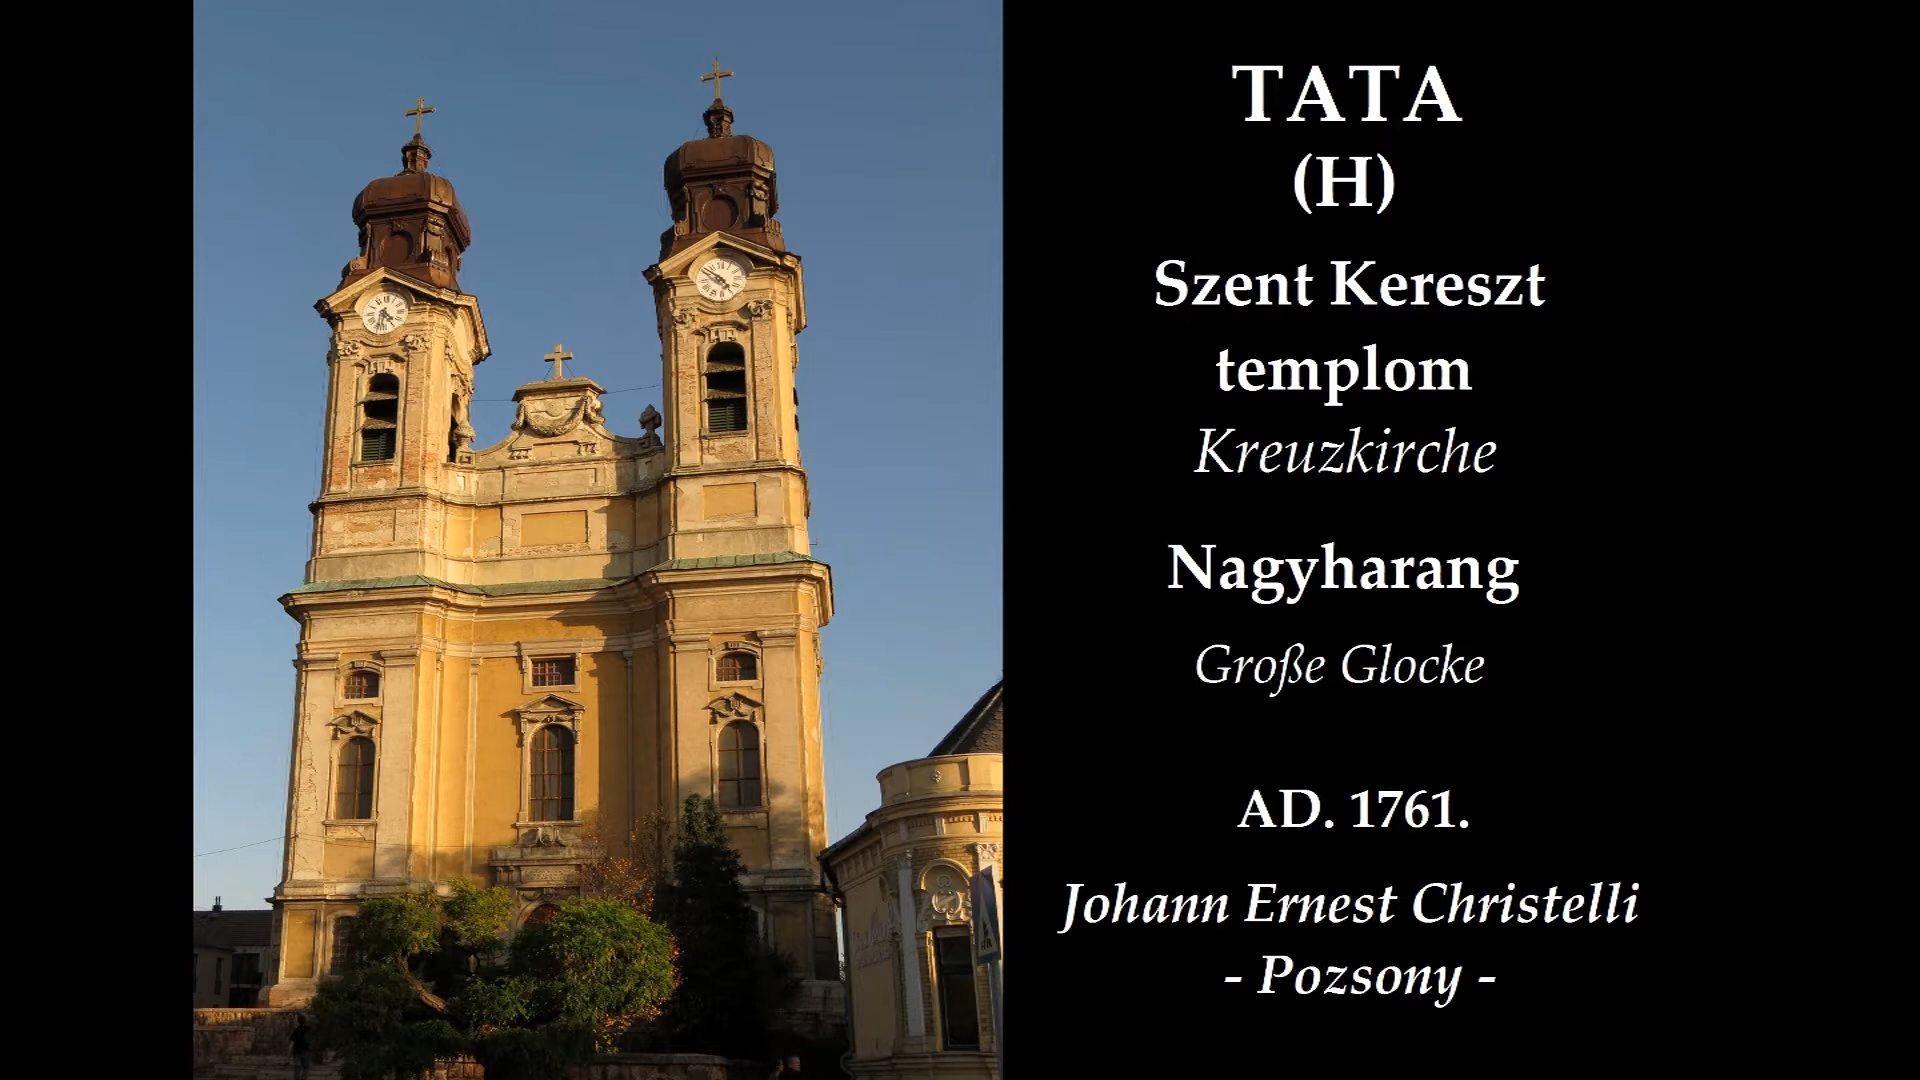 TATA
(H)
Szent Kereszt
templom
Kreuzkirche
Nagyharang
Große Glocke
AD. 1761.
Johann Ernest Christelli
- Pozsony -